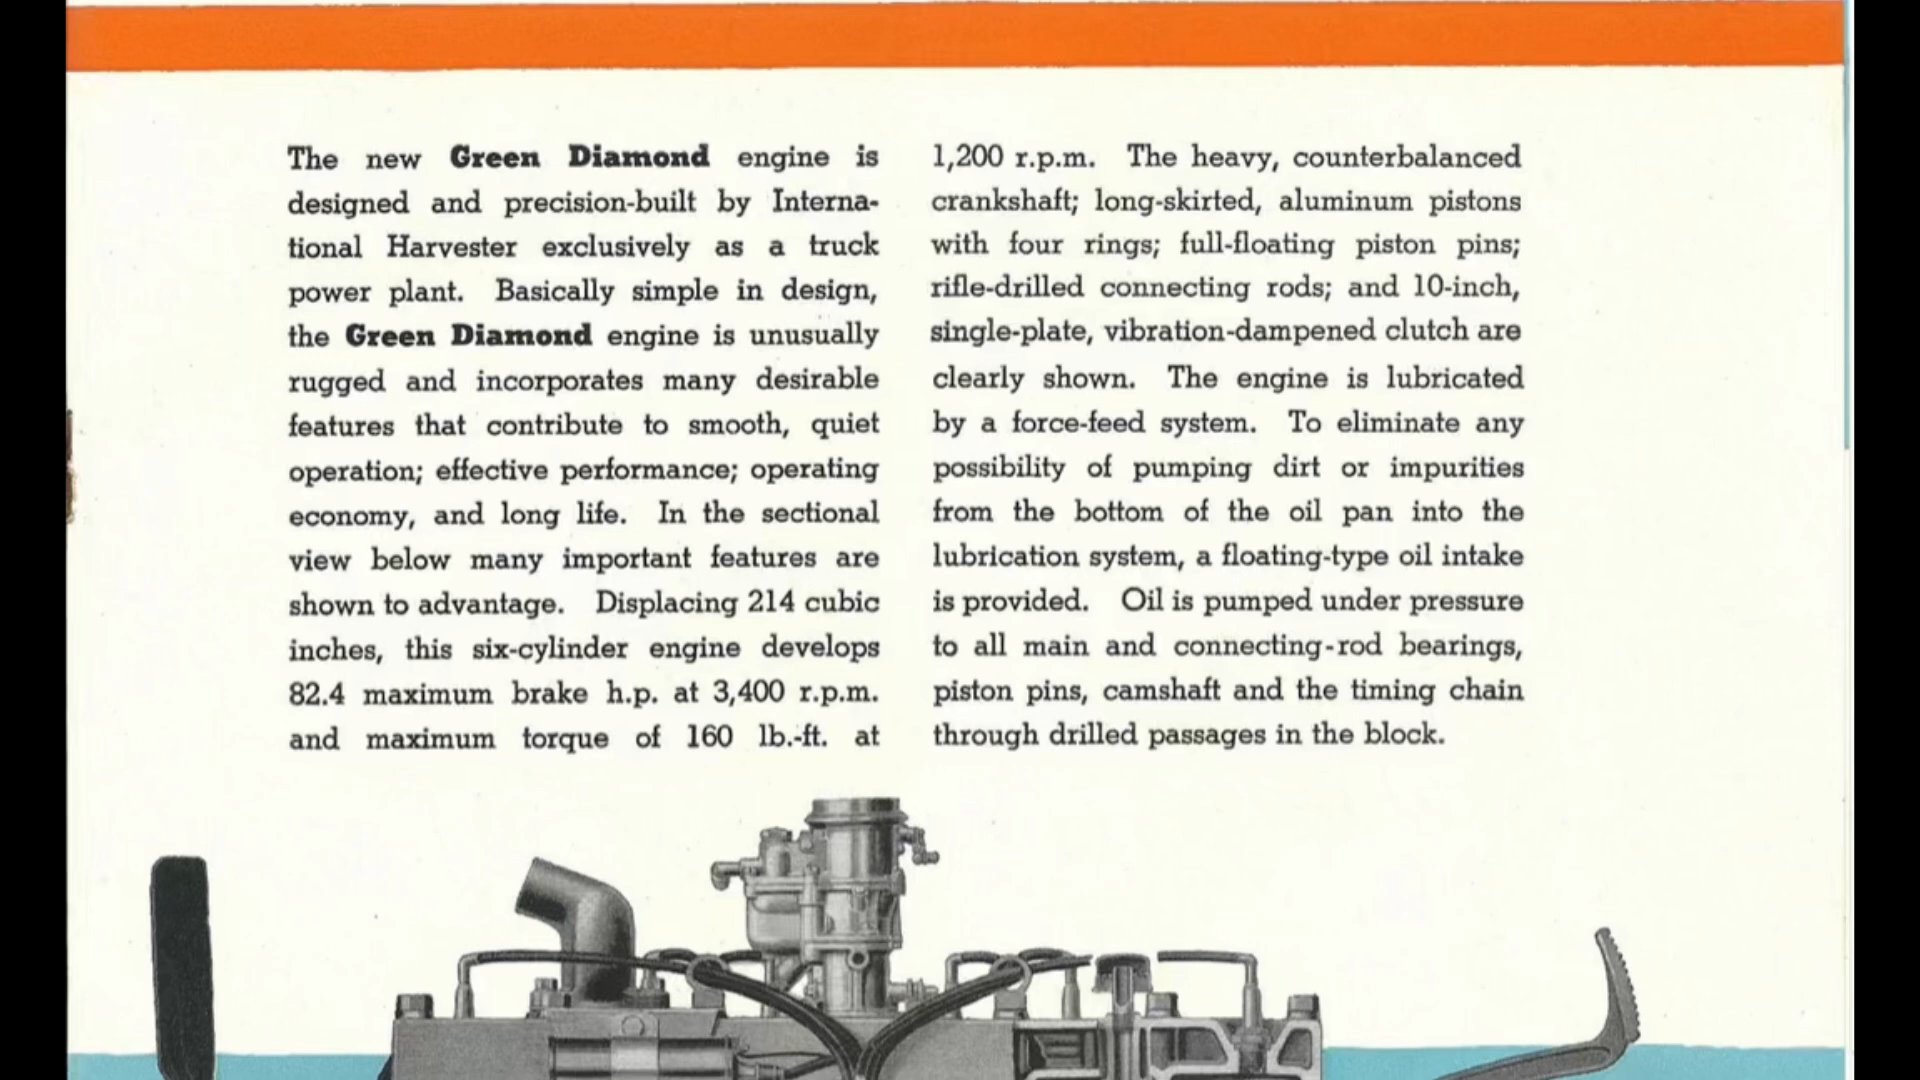 The new Green Diamond engine is
designed and precision-built by Interna-
tional Harvester exclusively as a truck
power plant. Basically simple in design,
the Green Diamond engine is unusually
rugged and incorporates many desirable
features that contribute to smooth, quiet
operation; effective performance; operating
economy, and long life. In the sectional
view below many important features are
shown to advantage. Displacing 214 cubic
inches, this six-cylinder engine develops
82.4 maximum brake h.p. at 3,400 r.p.m.
and maximum torque of 160 lb.-ft. at
1,200 r.p.m. The heavy, counterbalanced
crankshaft; long-skirted, aluminum pistons
with four rings; full-floating piston pins;
rifle-drilled connecting rods; and 10-inch,
single-plate, vibration-dampened clutch are
clearly shown. The engine is lubricated
by a force-feed system. To eliminate any
possibility of pumping dirt or impurities
from the bottom of the oil pan into the
lubrication system, a floating-type oil intake
is provided. Oil is pumped under pressure
to all main and connecting-rod bearings,
piston pins, camshaft and the timing chain
through drilled passages in the block.